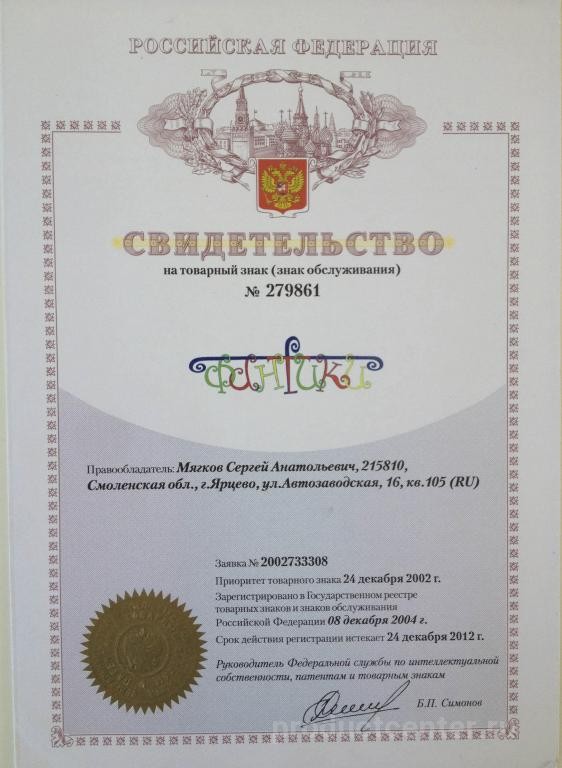 РОССИЙСКАЯ ФЕДЕРАЦИЯ
СВИДЕТЕЛЬСТВО
на товарный знак (знак обслуживания)
№ 279861
финтики
Правообладатель: Мягков Сергей Анатольевич, 215810,
Смоленская обл., г.Ярцево, ул.Автозаводская, 16, кв.105 (RU)
Заявка № 2002733308
Приоритет товарного знака 24 декабря 2002 г.
Зарегистрировано в Государственном реестре
товарных знаков и знаков обслуживания
Российской Федерации 08 декабря 2004 г.
Срок действия регистрации истекает 24 декабря 2012 г.
Руководитель Федеральной службы по интеллектуальной
собственности, патентам и товарным знакам
Б.П. Симонов
productcenter.ru